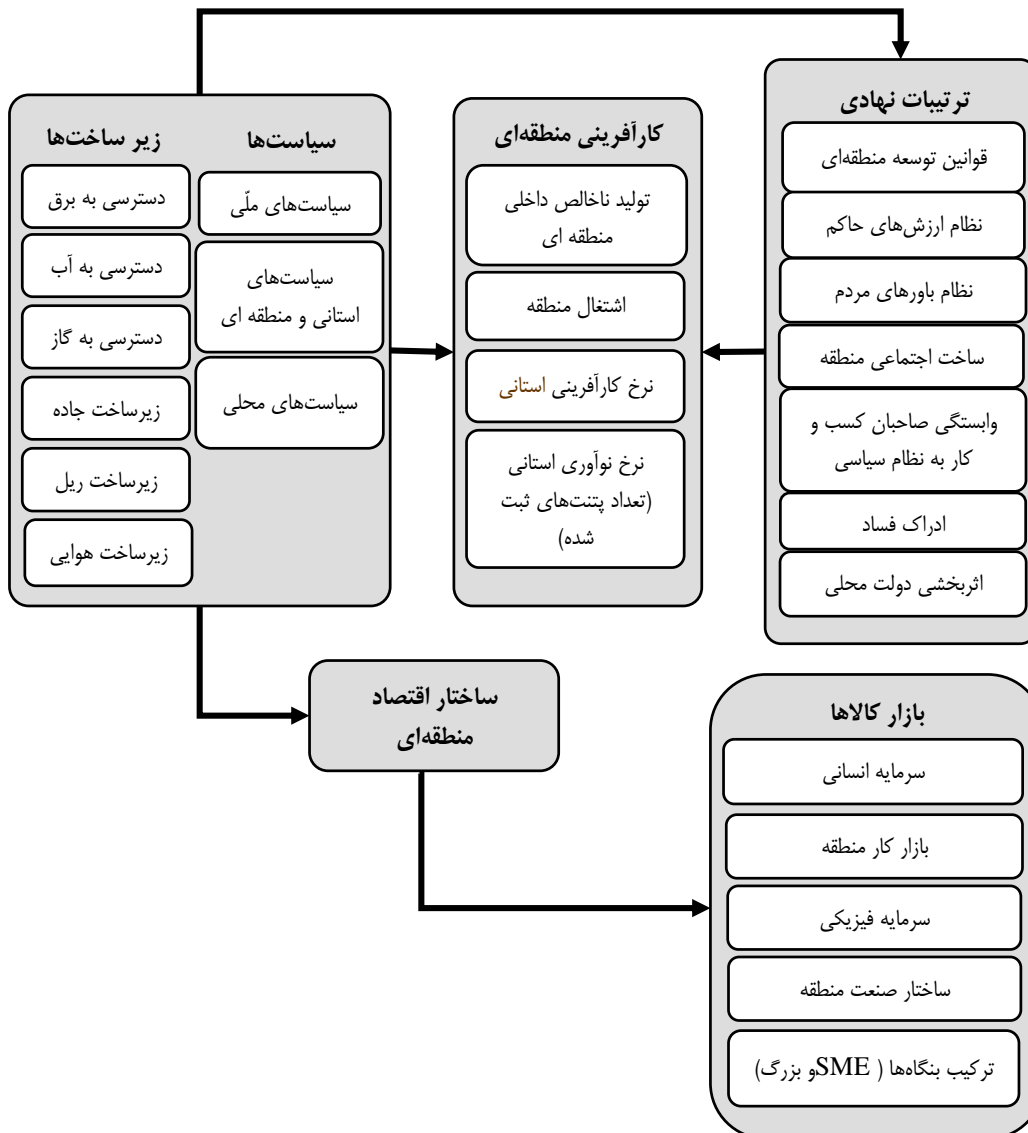 ترتیبات نهادی
قوانین توسعه منطقه‌ای
نظام ارزش‌های حاکم
نظام باورهای مردم
ساخت اجتماعی منطقه
وابستگی صاحبان کسب و
کار به نظام سیاسی
ادراک فساد
اثربخشی دولت محلی
کارآفرینی منطقه‌ای
تولید ناخالص داخلی
منطقه ای
اشتغال منطقه
نرخ کارآفرینی استانی
نرخ نوآوری استانی
(تعداد پتنت‌های ثبت
شده)
سیاست‌ها
سیاست‌های ملّی
سیاست‌های
استانی و منطقه ای
سیاست‌های محلی
زیر ساخت‌ها
دسترسی به برق
دسترسی به آب
دسترسی به گاز
زیرساخت جاده
زیرساخت ریل
زیرساخت هوایی
ساختار اقتصاد
منطقه‌ای
بازار کالاها
سرمایه انسانی
بازار کار منطقه
سرمایه فیزیکی
ساختار صنعت منطقه
ترکیب بنگاه‌ها ( SMEو بزرگ)